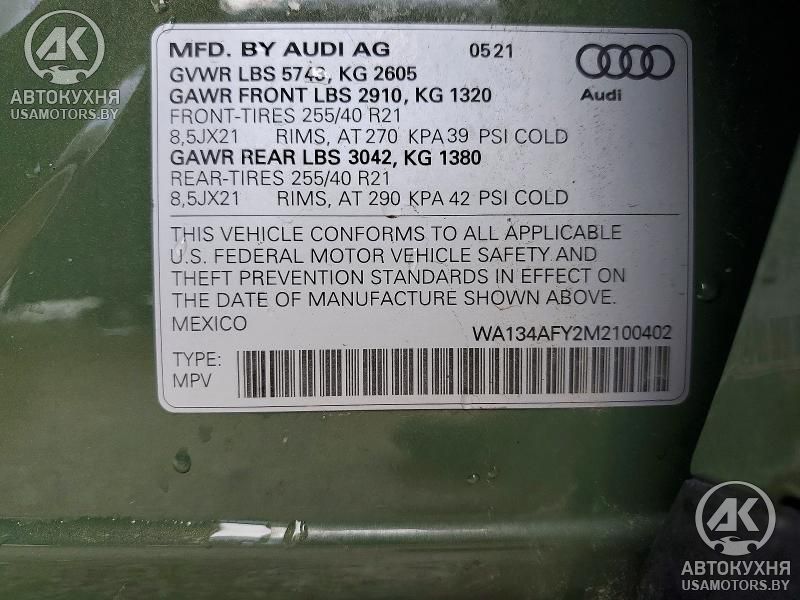 AK
АВТОКУХНЯ
USAMOTORS.BY
MFD. BY AUDI AG 0521
GVWR LBS 5743, KG 2605
GAWR FRONT LBS 2910, KG 1320
FRONT-TIRES 255/40 R21
8,5JX21 RIMS, AT 270 KPA 39 PSI COLD
GAWR REAR LBS 3042, KG 1380
REAR-TIRES 255/40 R21
8,5JX21 RIMS, AT 290 KPA 42 PSI COLD
Audi
THIS VEHICLE CONFORMS TO ALL APPLICABLE
U.S. FEDERAL MOTOR VEHICLE SAFETY AND
THEFT PREVENTION STANDARDS IN EFFECT ON
THE DATE OF MANUFACTURE SHOWN ABOVE.
MEXICO WA134AFY2M2100402
TYPE:
MPV
AK
АВТОКУХНЯ
USAMOTORS.BY